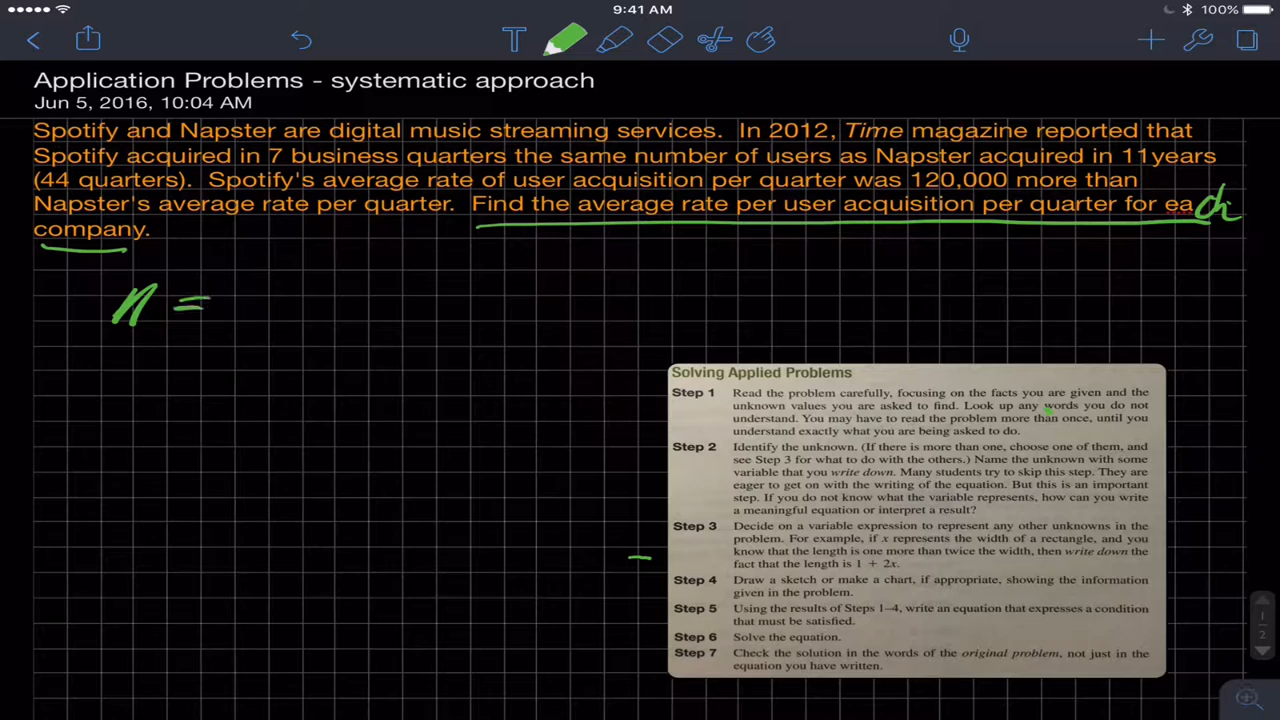 9:41 AM
100%
Application Problems - systematic approach
Jun 5, 2016, 10:04 AM
Spotify and Napster are digital music streaming services. In 2012, Time magazine reported that
Spotify acquired in 7 business quarters the same number of users as Napster acquired in 11years
(44 quarters). Spotify's average rate of user acquisition per quarter was 120,000 more than
Napster's average rate per quarter. Find the average rate per user acquisition per quarter for each
company.
n =
Solving Applied Problems
Step 1 Read the problem carefully, focusing on the facts you are given and the
unknown values you are asked to find. Look up any words you do not
understand. You may have to read the problem more than once, until you
understand exactly what you are being asked to do.
Step 2 Identify the unknown. (If there is more than one, choose one of them, and
see Step 3 for what to do with the others.) Name the unknown with some
variable that you write down. Many students try to skip this step. They are
eager to get on with the writing of the equation. But this is an important
step. If you do not know what the variable represents, how can you write
a meaningful equation or interpret a result?
Step 3 Decide on a variable expression to represent any other unknowns in the
problem. For example, if x represents the width of a rectangle, and you
know that the length is one more than twice the width, then write down the
fact that the length is 1 + 2x.
Step 4 Draw a sketch or make a chart, if appropriate, showing the information
given in the problem.
Step 5 Using the results of Steps 1–4, write an equation that expresses a condition
that must be satisfied.
Step 6 Solve the equation.
Step 7 Check the solution in the words of the original problem, not just in the
equation you have written.
1
2